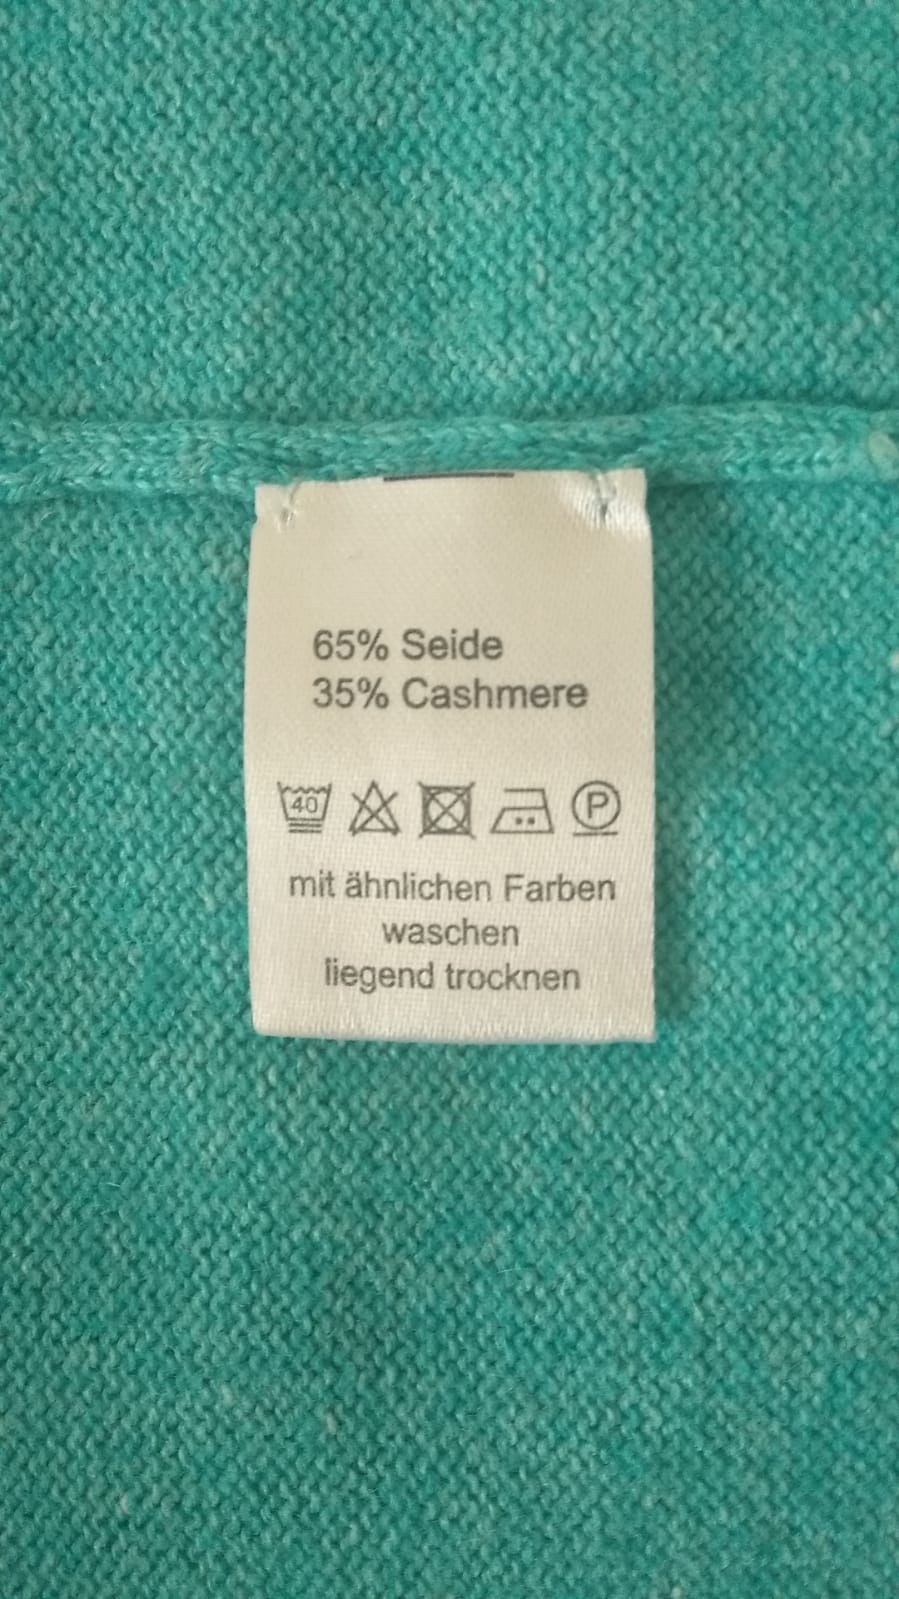 65% Seide
35% Cashmere
40 P
mit ähnlichen Farben
waschen
liegend trocknen